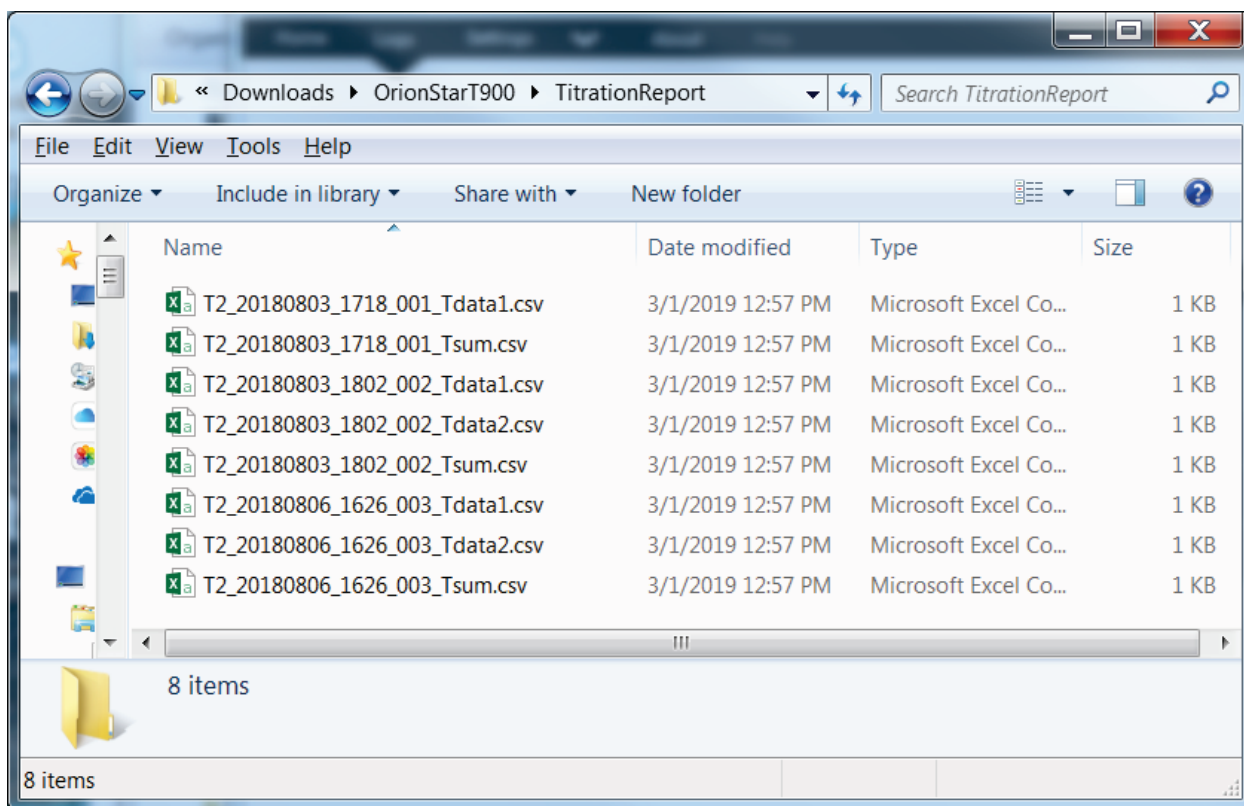 « Downloads ▸ OrionStarT900 ▸ TitrationReport
Search TitrationReport
File Edit View Tools Help
Organize Include in library Share with New folder
Name Date modified Type Size
T2_20180803_1718_001_Tdata1.csv 3/1/2019 12:57 PM Microsoft Excel Co... 1 KB
T2_20180803_1718_001_Tsum.csv 3/1/2019 12:57 PM Microsoft Excel Co... 1 KB
T2_20180803_1802_002_Tdata1.csv 3/1/2019 12:57 PM Microsoft Excel Co... 1 KB
T2_20180803_1802_002_Tdata2.csv 3/1/2019 12:57 PM Microsoft Excel Co... 1 KB
T2_20180803_1802_002_Tsum.csv 3/1/2019 12:57 PM Microsoft Excel Co... 1 KB
T2_20180806_1626_003_Tdata1.csv 3/1/2019 12:57 PM Microsoft Excel Co... 1 KB
T2_20180806_1626_003_Tdata2.csv 3/1/2019 12:57 PM Microsoft Excel Co... 1 KB
T2_20180806_1626_003_Tsum.csv 3/1/2019 12:57 PM Microsoft Excel Co... 1 KB
8 items
8 items